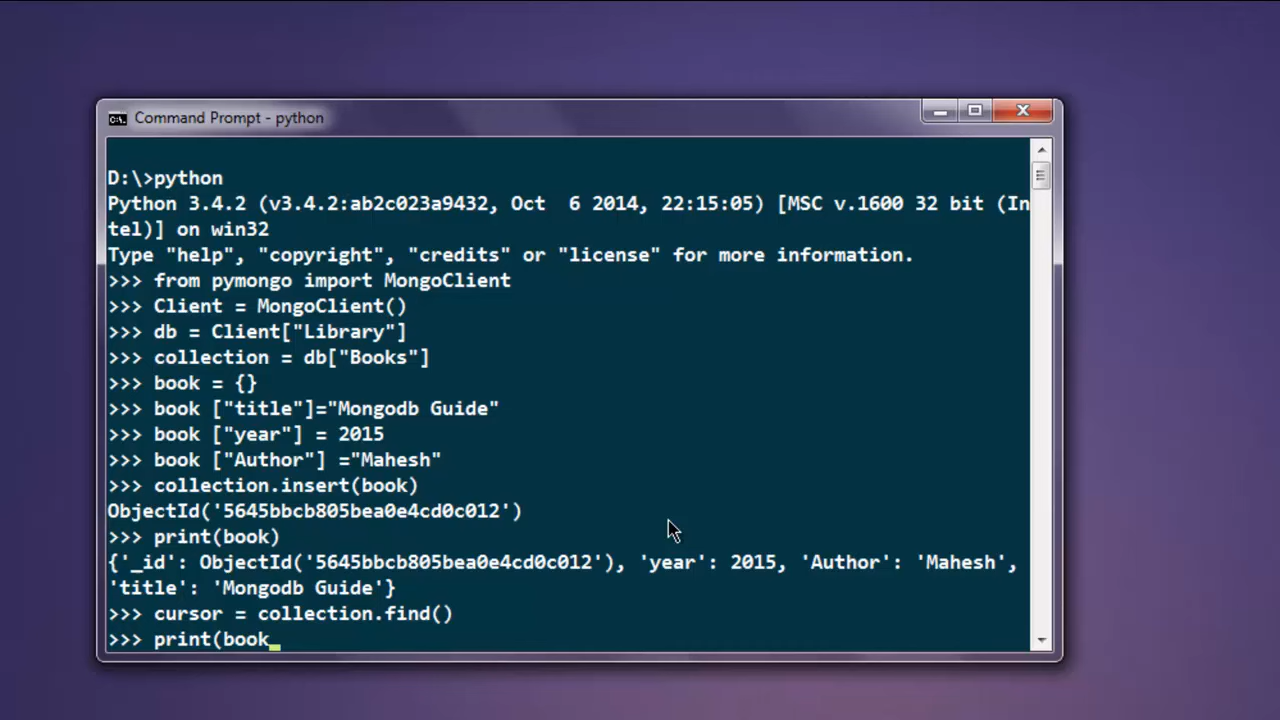 Command Prompt - python
D:\>python
Python 3.4.2 (v3.4.2:ab2c023a9432, Oct  6 2014, 22:15:05) [MSC v.1600 32 bit (In
tel)] on win32
Type "help", "copyright", "credits" or "license" for more information.
>>> from pymongo import MongoClient
>>> Client = MongoClient()
>>> db = Client["Library"]
>>> collection = db["Books"]
>>> book = {}
>>> book ["title"]="Mongodb Guide"
>>> book ["year"] = 2015
>>> book ["Author"] ="Mahesh"
>>> collection.insert(book)
ObjectId('5645bbcb805bea0e4cd0c012')
>>> print(book)
{'_id': ObjectId('5645bbcb805bea0e4cd0c012'), 'year': 2015, 'Author': 'Mahesh',
'title': 'Mongodb Guide'}
>>> cursor = collection.find()
>>> print(book